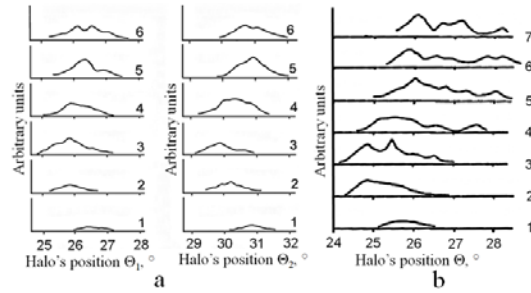 Arbitrary units
6
5
4
3
2
1
25 26 27 28
Halo's position Θ₁, °
6
5
4
3
2
1
29 30 31 32
Halo's position Θ₂, °
a
Arbitrary units
7
6
5
4
3
2
1
24 25 26 27 28
Halo's position Θ, °
b